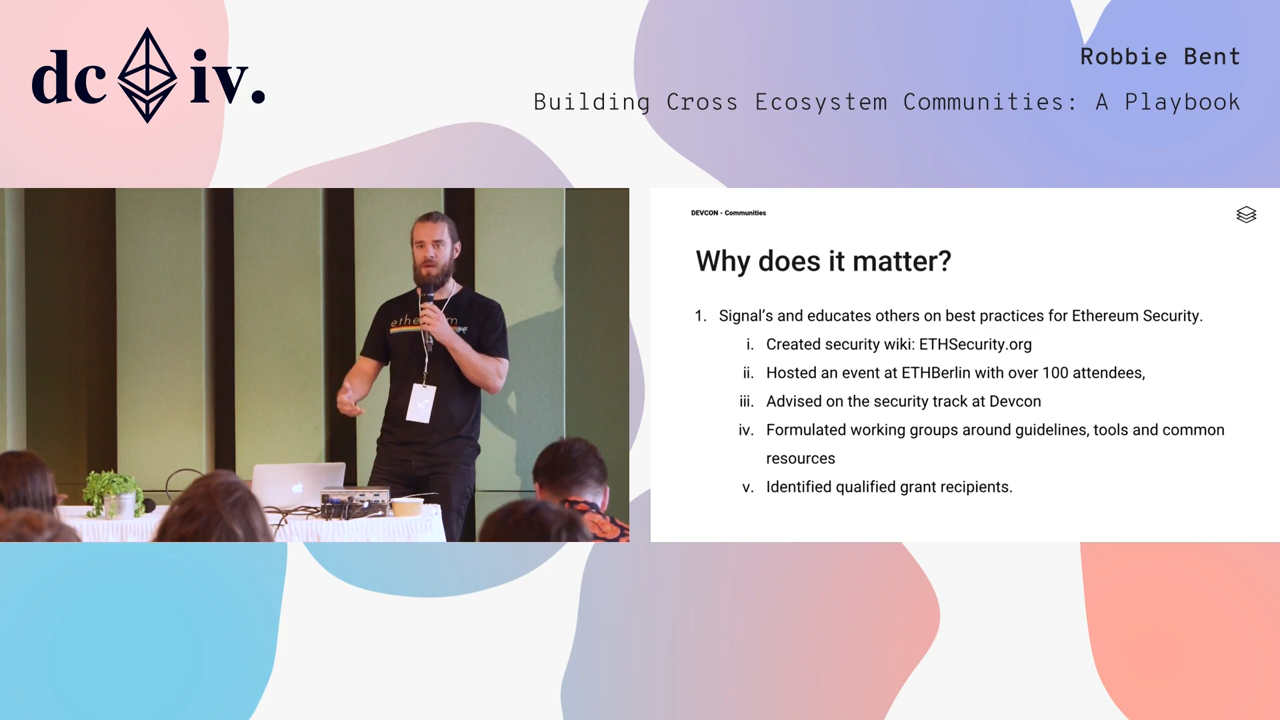 dc iv.
Robbie Bent
Building Cross Ecosystem Communities: A Playbook
DEVCON - Communities
Why does it matter?
1. Signal's and educates others on best practices for Ethereum Security.
i. Created security wiki: ETHSecurity.org
ii. Hosted an event at ETHBerlin with over 100 attendees,
iii. Advised on the security track at Devcon
iv. Formulated working groups around guidelines, tools and common
resources
v. Identified qualified grant recipients.